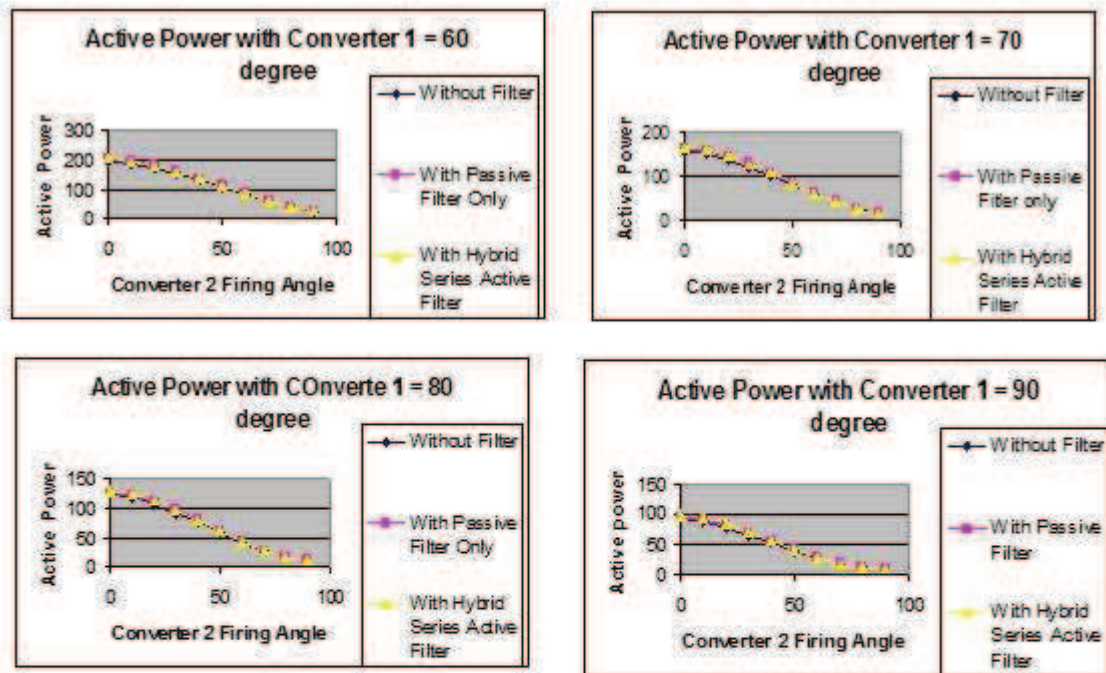 Active Power with Converter 1 = 60
degree
Without Filter
With Passive
Filter Only
With Hybrid
Series Active
Filter
Active Power
300
200
100
0
0
50
100
Converter 2 Firing Angle
Active Power with Converter 1 = 70
degree
Without Filter
With Passive
Filter only
With Hybrid
Series Active
Filter
Active Power
200
100
0
0
50
100
Converter 2 Firing Angle
Active Power with COnverte 1 = 80
degree
Without Filter
With Passive
Filter Only
With Hybrid
Series Active
Filter
Active Power
150
100
50
0
0
50
100
Converter 2 Firing Angle
Active Power with Converter 1 = 90
degree
Without Filter
With Passive
Filter
With Hybrid
Series Active
Filter
Active power
150
100
50
0
0
50
100
Converter 2 Firing Angle